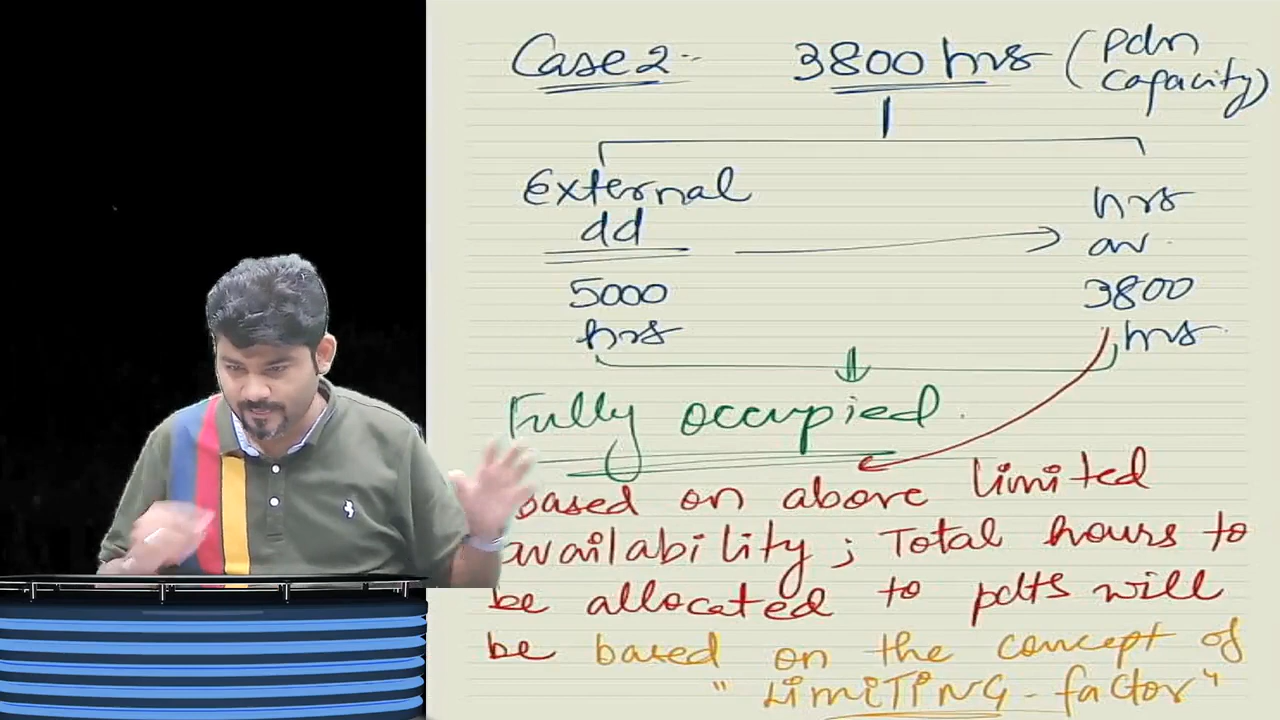 Case 2:- 3800 hrs (pdn capacity)
External hrs
dd av.
5000 3800
hrs hrs.
Fully occupied.
based on above limited
availability; Total hours to
be allocated to pdts will
be based on the concept of
"LIMITING-factor"